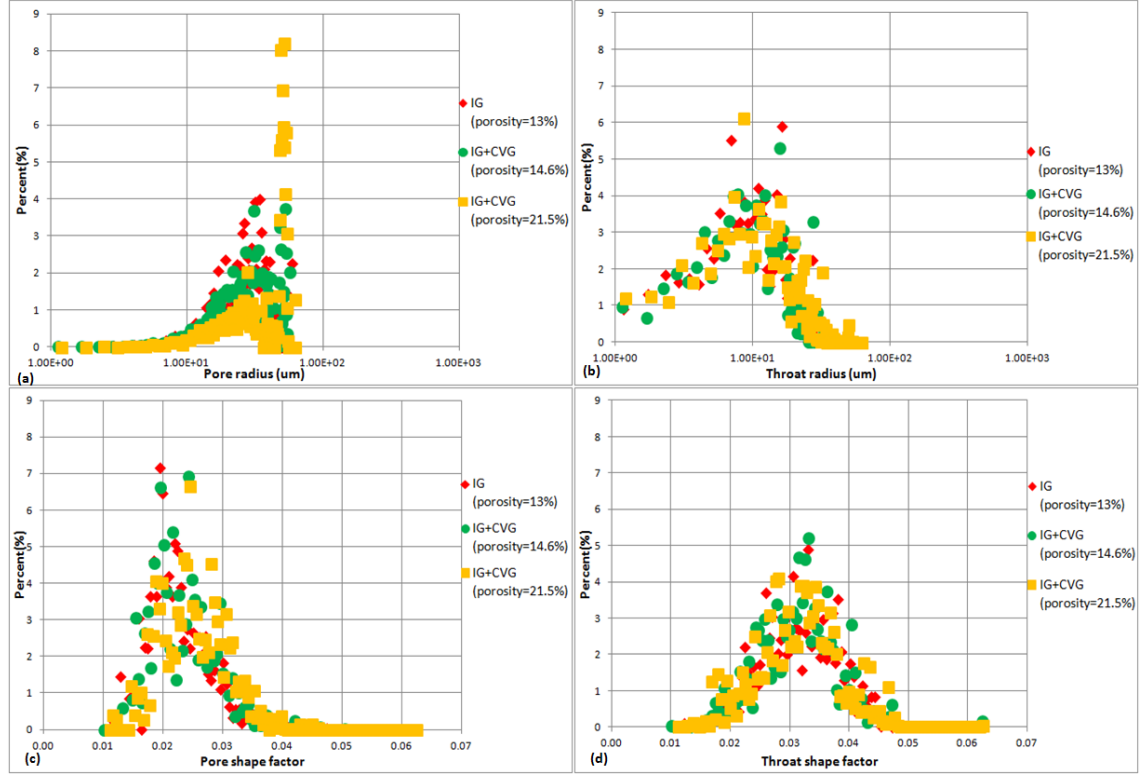 9
8
7
6
5
4
3
2
1
0
Percent(%)
1.00E+00
1.00E+01
1.00E+02
1.00E+03
Pore radius (um)
(a)
IG
(porosity=13%)
IG+CVG
(porosity=14.6%)
IG+CVG
(porosity=21.5%)
9
8
7
6
5
4
3
2
1
0
Percent(%)
1.00E+00
1.00E+01
1.00E+02
1.00E+03
Throat radius (um)
(b)
IG
(porosity=13%)
IG+CVG
(porosity=14.6%)
IG+CVG
(porosity=21.5%)
9
8
7
6
5
4
3
2
1
0
Percent(%)
0.00
0.01
0.02
0.03
0.04
0.05
0.06
0.07
Pore shape factor
(c)
IG
(porosity=13%)
IG+CVG
(porosity=14.6%)
IG+CVG
(porosity=21.5%)
9
8
7
6
5
4
3
2
1
0
Percent(%)
0.00
0.01
0.02
0.03
0.04
0.05
0.06
0.07
Throat shape factor
(d)
IG
(porosity=13%)
IG+CVG
(porosity=14.6%)
IG+CVG
(porosity=21.5%)